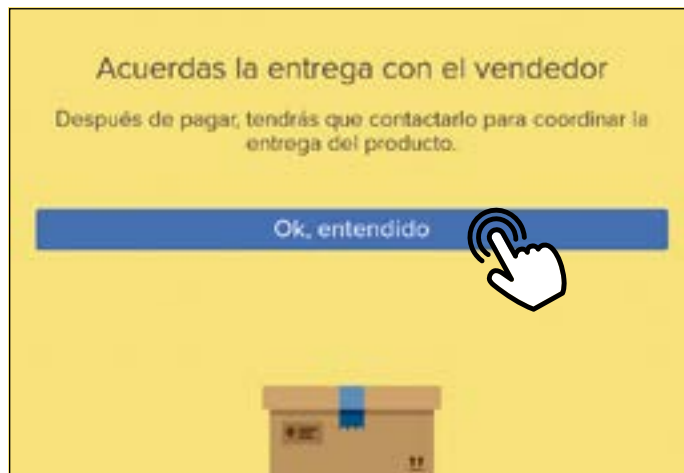 Acuerdas la entrega con el vendedor
Después de pagar, tendrás que contactarlo para coordinar la
entrega del producto.
Ok, entendido